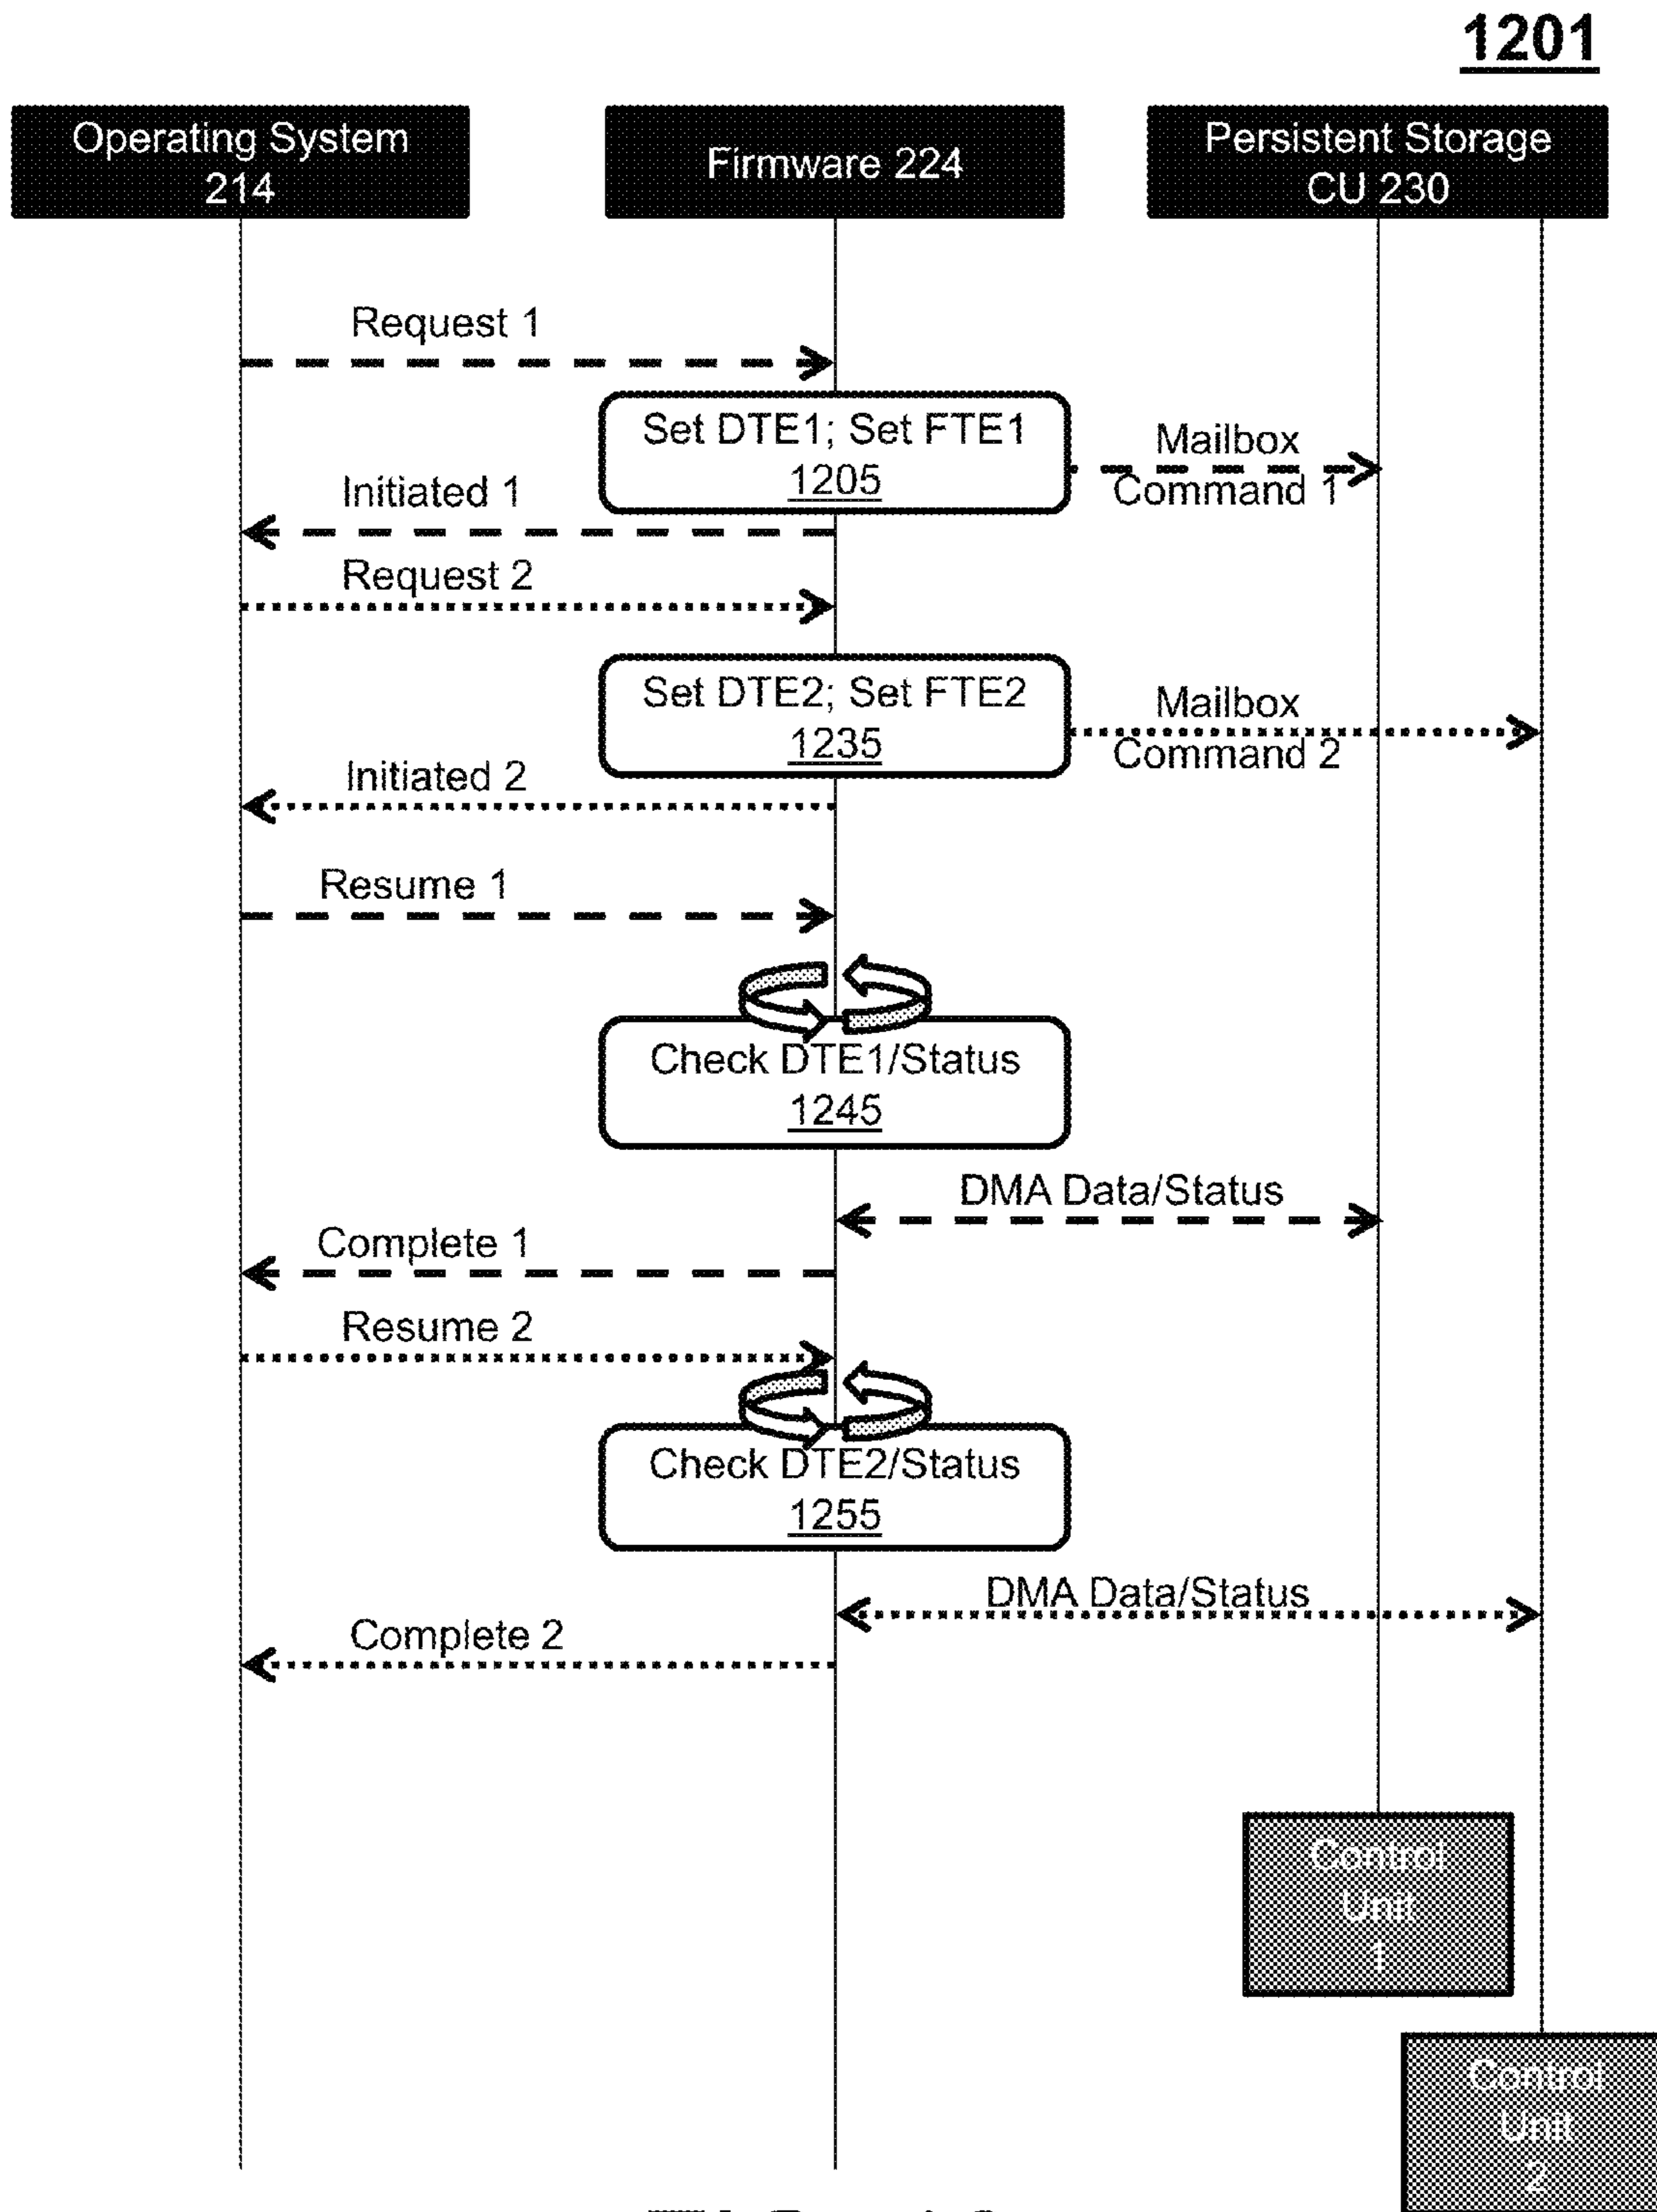 1201
Operating System
214
Firmware 224
Persistent Storage
CU 230
Request 1
Set DTE1; Set FTE1
1205
Mailbox
Command 1
Initiated 1
Request 2
Set DTE2; Set FTE2
1235
Mailbox
Command 2
Initiated 2
Resume 1
Check DTE1/Status
1245
DMA Data/Status
Complete 1
Resume 2
Check DTE2/Status
1255
DMA Data/Status
Complete 2
Control
Unit
1
Control
Unit
2